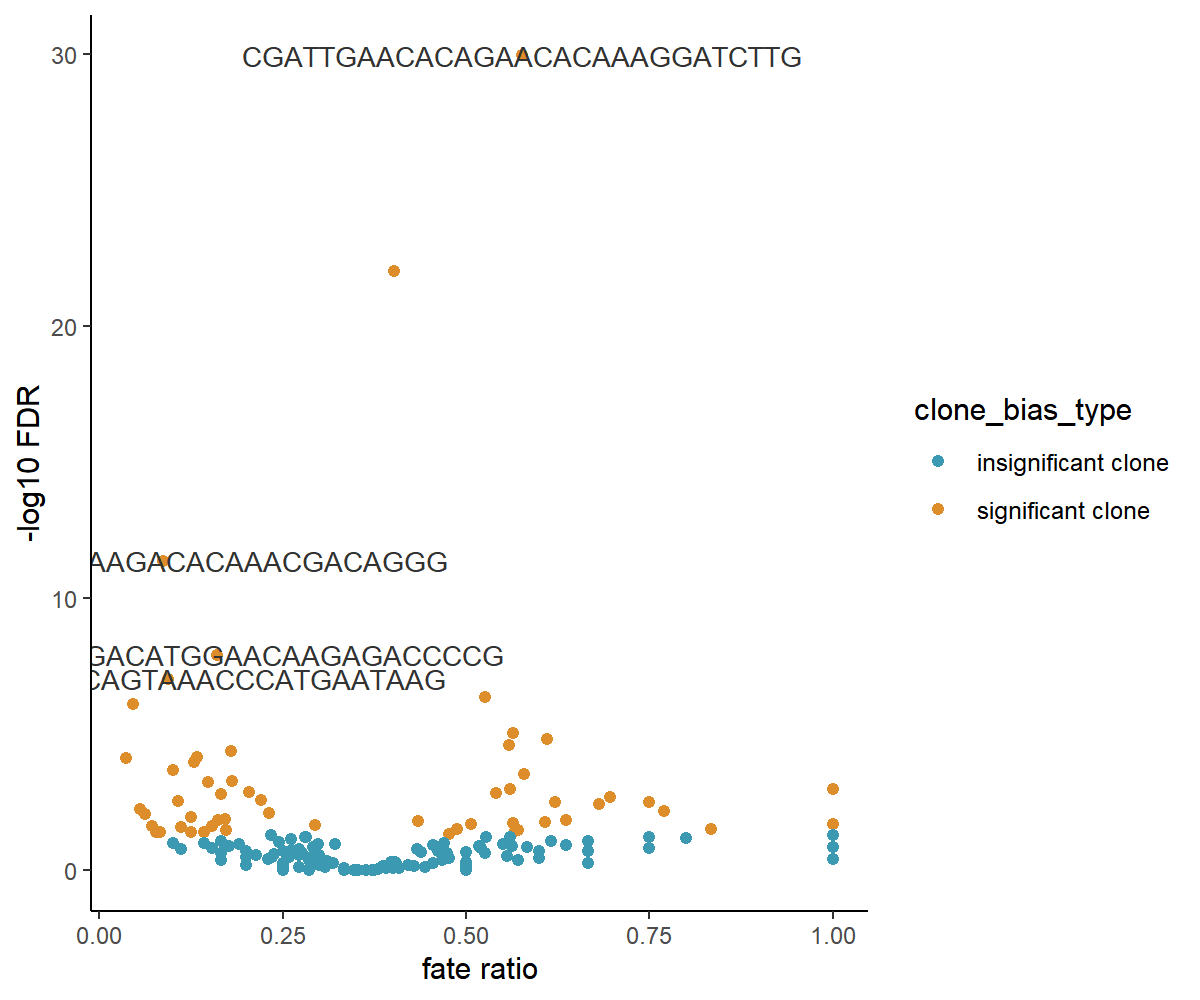 CGATTGAACACAGAACACAAAGGATCTTG
AAGACACAAACGACAGGG
GACATGGAACAAGAGACCCCG
CAGTAAACCCATGAATAAG
30
20
10
0
-log10 FDR
0.00 0.25 0.50 0.75 1.00
fate ratio
clone_bias_type
insignificant clone
significant clone